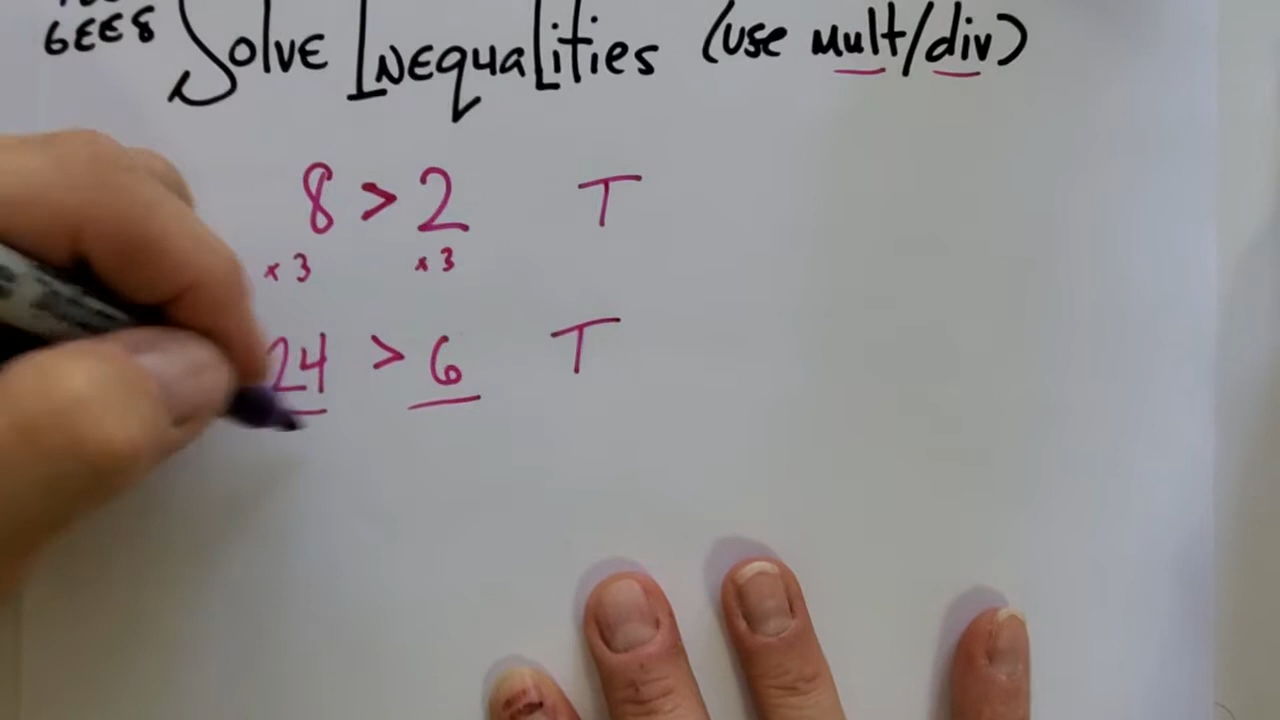 6EE8 Solve Inequalities (use mult/div)
8 > 2 T
x 3 x 3
24 > 6 T